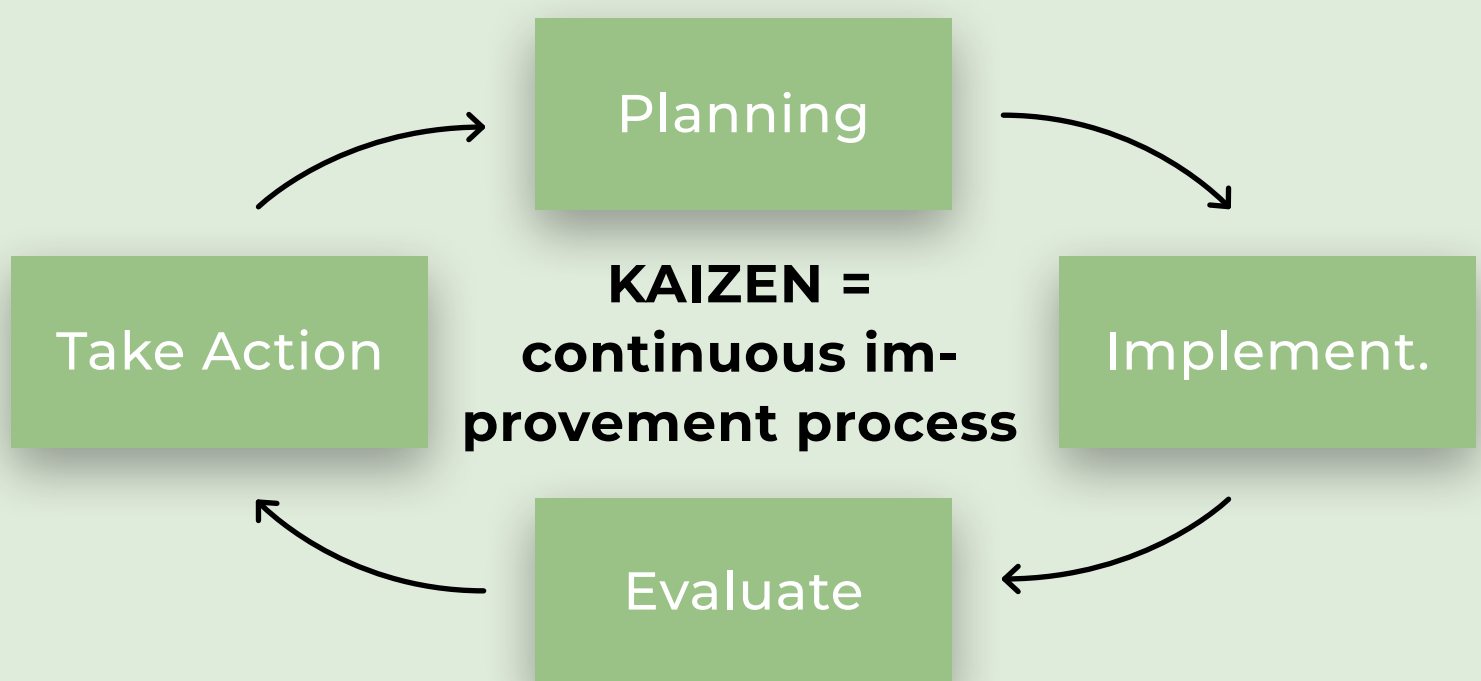 Planning
Take Action
KAIZEN =
continuous im-
provement process
Implement.
Evaluate